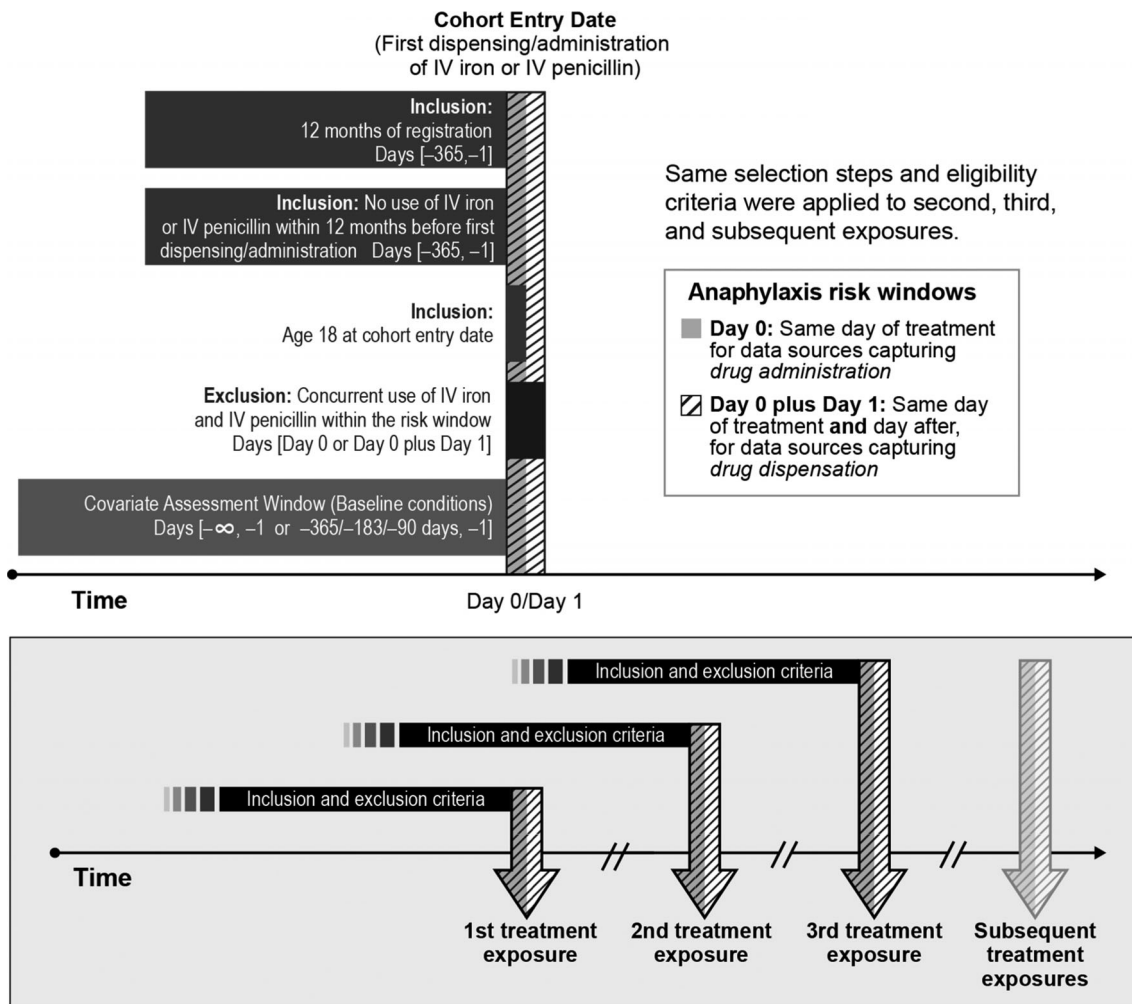 Cohort Entry Date
(First dispensing/administration
of IV iron or IV penicillin)
Inclusion:
12 months of registration
Days [–365,–1]
Inclusion: No use of IV iron
or IV penicillin within 12 months before first
dispensing/administration Days [–365, –1]
Inclusion:
Age 18 at cohort entry date
Exclusion: Concurrent use of IV iron
and IV penicillin within the risk window
Days [Day 0 or Day 0 plus Day 1]
Covariate Assessment Window (Baseline conditions)
Days [–∞, –1 or –365/–183/–90 days, –1]
Time
Day 0/Day 1
Same selection steps and eligibility
criteria were applied to second, third,
and subsequent exposures.
Anaphylaxis risk windows
Day 0: Same day of treatment
for data sources capturing
drug administration
Day 0 plus Day 1: Same day
of treatment and day after,
for data sources capturing
drug dispensation
Inclusion and exclusion criteria
Inclusion and exclusion criteria
Inclusion and exclusion criteria
Time
1st treatment
exposure
2nd treatment
exposure
3rd treatment
exposure
Subsequent
treatment
exposures